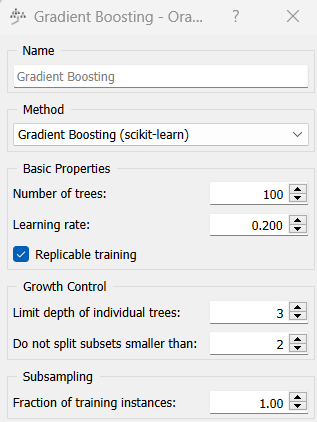 Gradient Boosting - Ora... ? ×
Name
Gradient Boosting
Method
Gradient Boosting (scikit-learn)
Basic Properties
Number of trees: 100
Learning rate: 0.200
Replicable training
Growth Control
Limit depth of individual trees: 3
Do not split subsets smaller than: 2
Subsampling
Fraction of training instances: 1.00